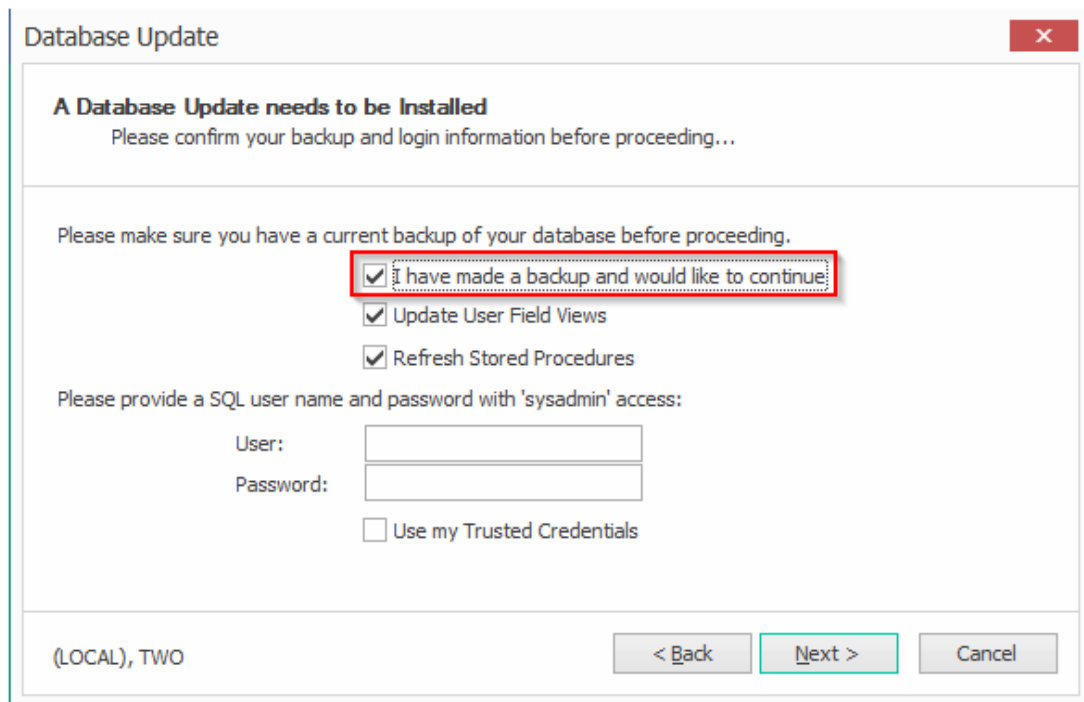 Database Update
A Database Update needs to be Installed
Please confirm your backup and login information before proceeding...
Please make sure you have a current backup of your database before proceeding.
I have made a backup and would like to continue
Update User Field Views
Refresh Stored Procedures
Please provide a SQL user name and password with 'sysadmin' access:
User:
Password:
Use my Trusted Credentials
(LOCAL), TWO
< Back
Next >
Cancel